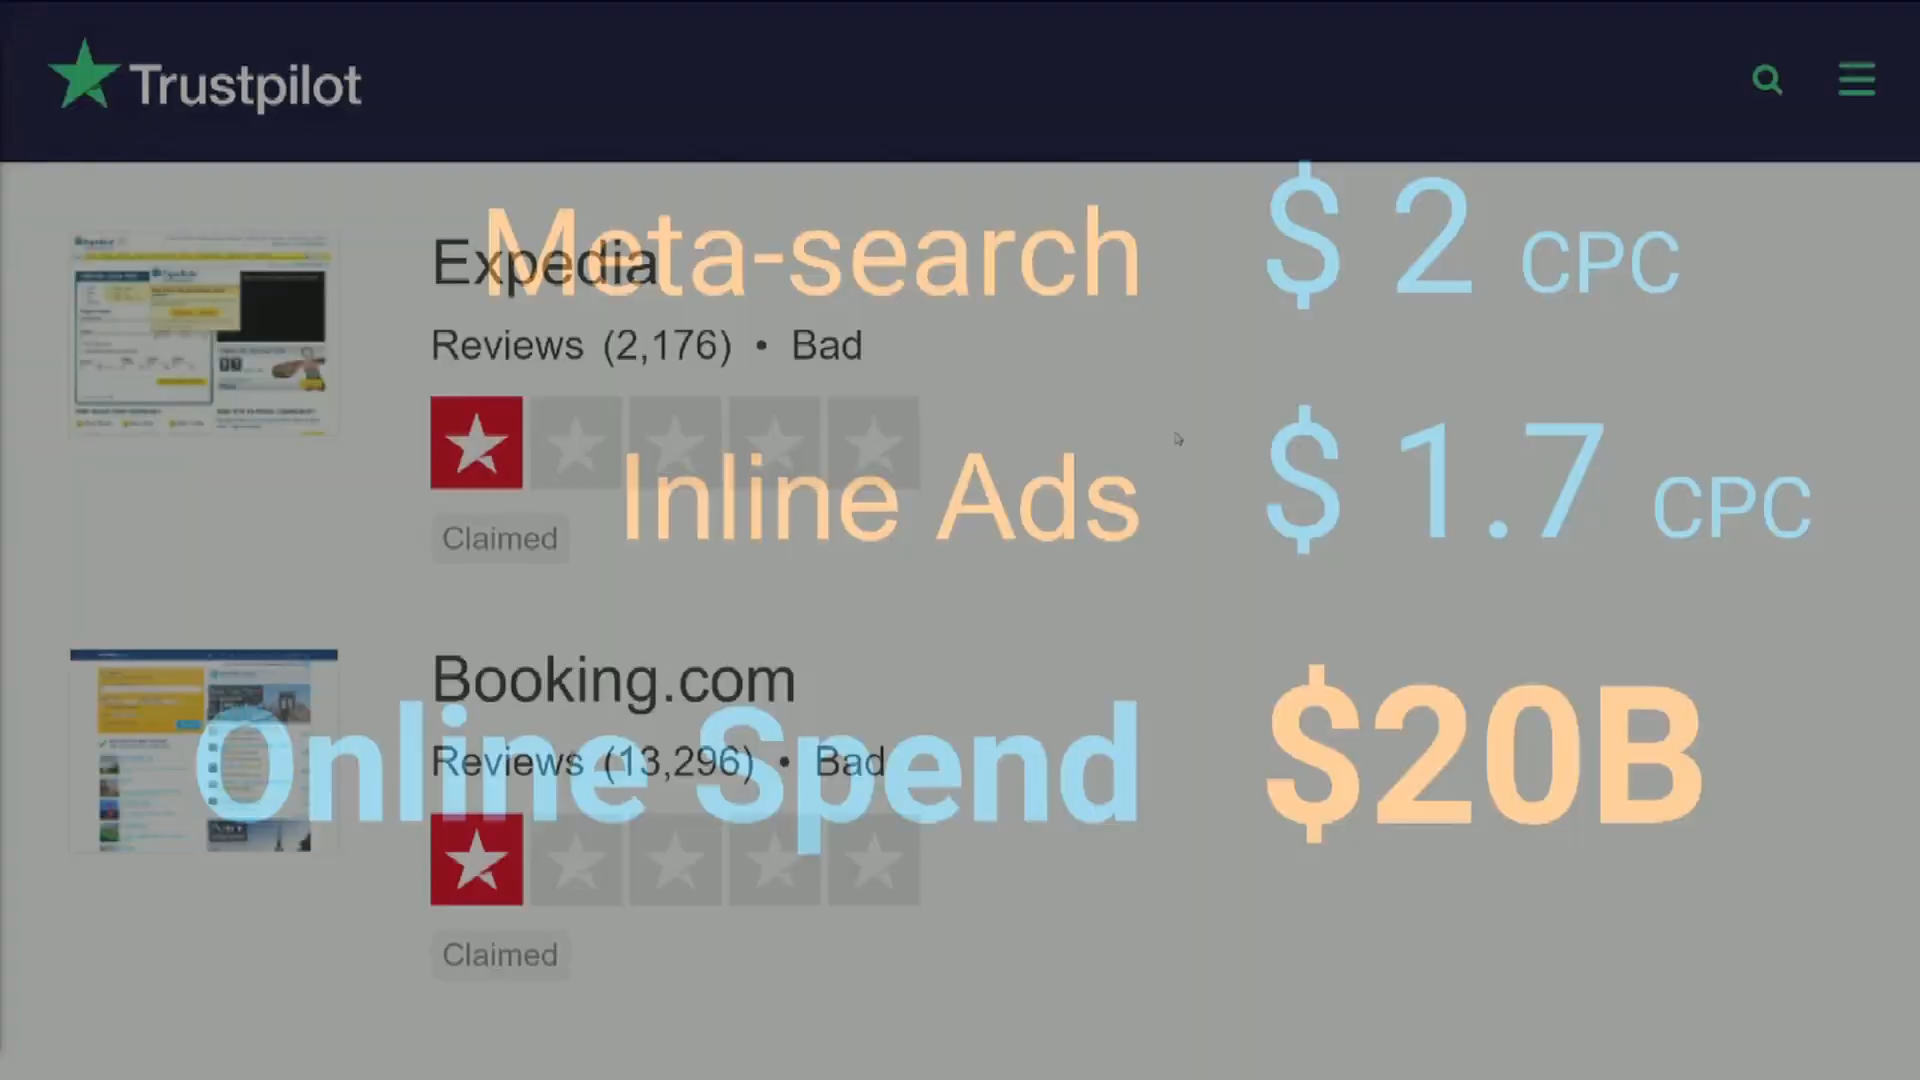 Trustpilot
Expedia
Meta-search $ 2 CPC
Reviews (2,176) • Bad
Inline Ads $ 1.7 CPC
Claimed
Booking.com
Online Spend $20B
Reviews (13,296) • Bad
Claimed